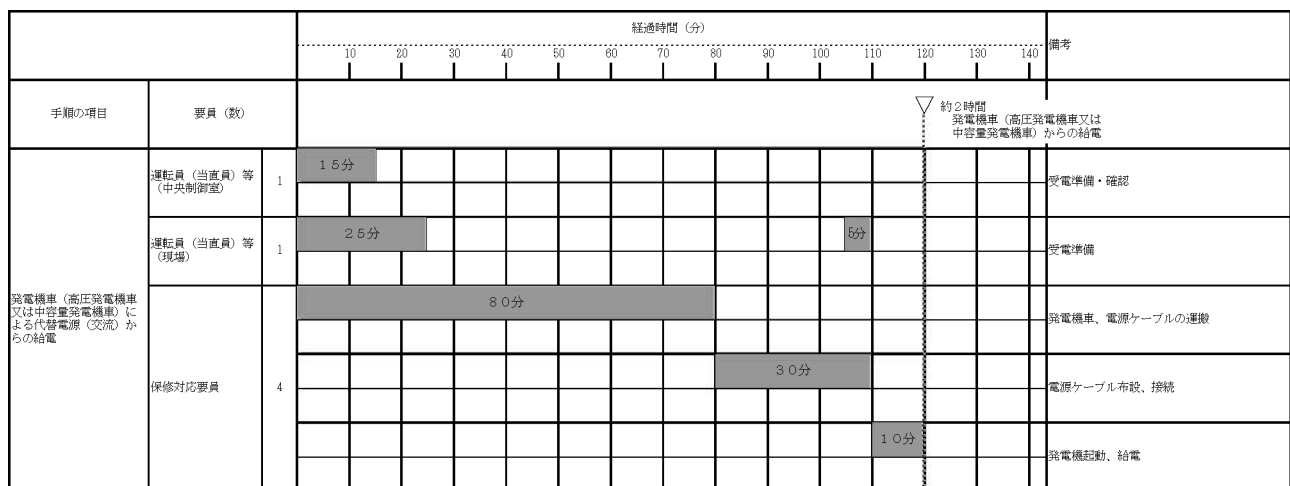 経過時間（分）
備考
10 20 30 40 50 60 70 80 90 100 110 120 130 140
手順の項目
要員（数）
約２時間
発電機車（高圧発電機車又は
中容量発電機車）からの給電
１５分
運転員（当直員）等
（中央制御室）
1
受電準備・確認
２５分
5分
運転員（当直員）等
（現場）
1
受電準備
発電機車（高圧発電機車
又は中容量発電機車）に
よる代替電源（交流）か
らの給電
８０分
発電機車、電源ケーブルの運搬
３０分
保修対応要員
4
電源ケーブル布設、接続
１０分
発電機起動、給電